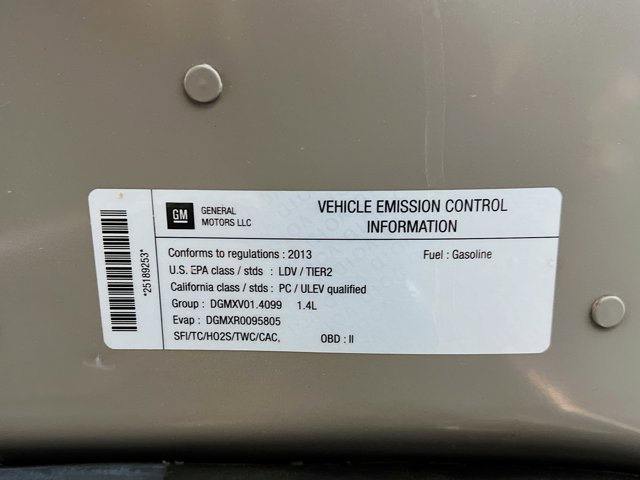 GM
GENERAL
MOTORS LLC
VEHICLE EMISSION CONTROL
INFORMATION
Conforms to regulations : 2013 Fuel : Gasoline
U.S. EPA class / stds : LDV / TIER2
California class / stds : PC / ULEV qualified
Group : DGMXV01.4099 1.4L
Evap : DGMXR0095805
SFI/TC/HO2S/TWC/CAC, OBD : II
*25189253*